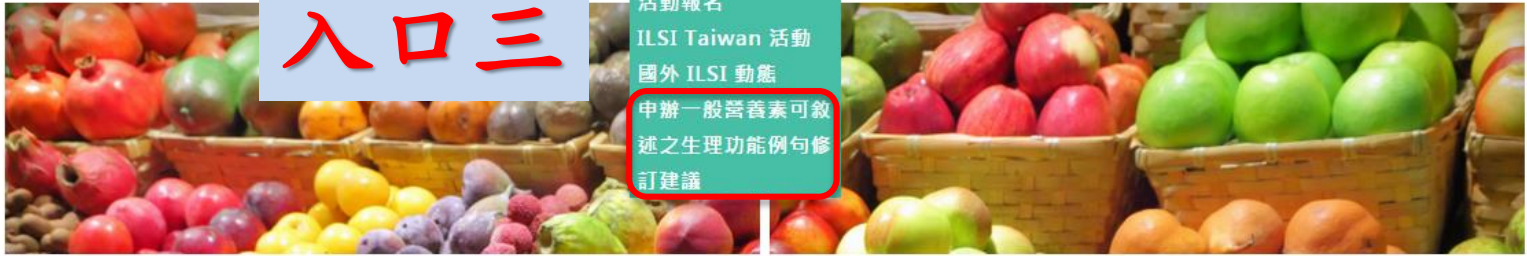 入口三
活動報名
ILSI Taiwan 活動
國外 ILSI 動態
申辦一般營養素可敘
述之生理功能例句修
訂建議